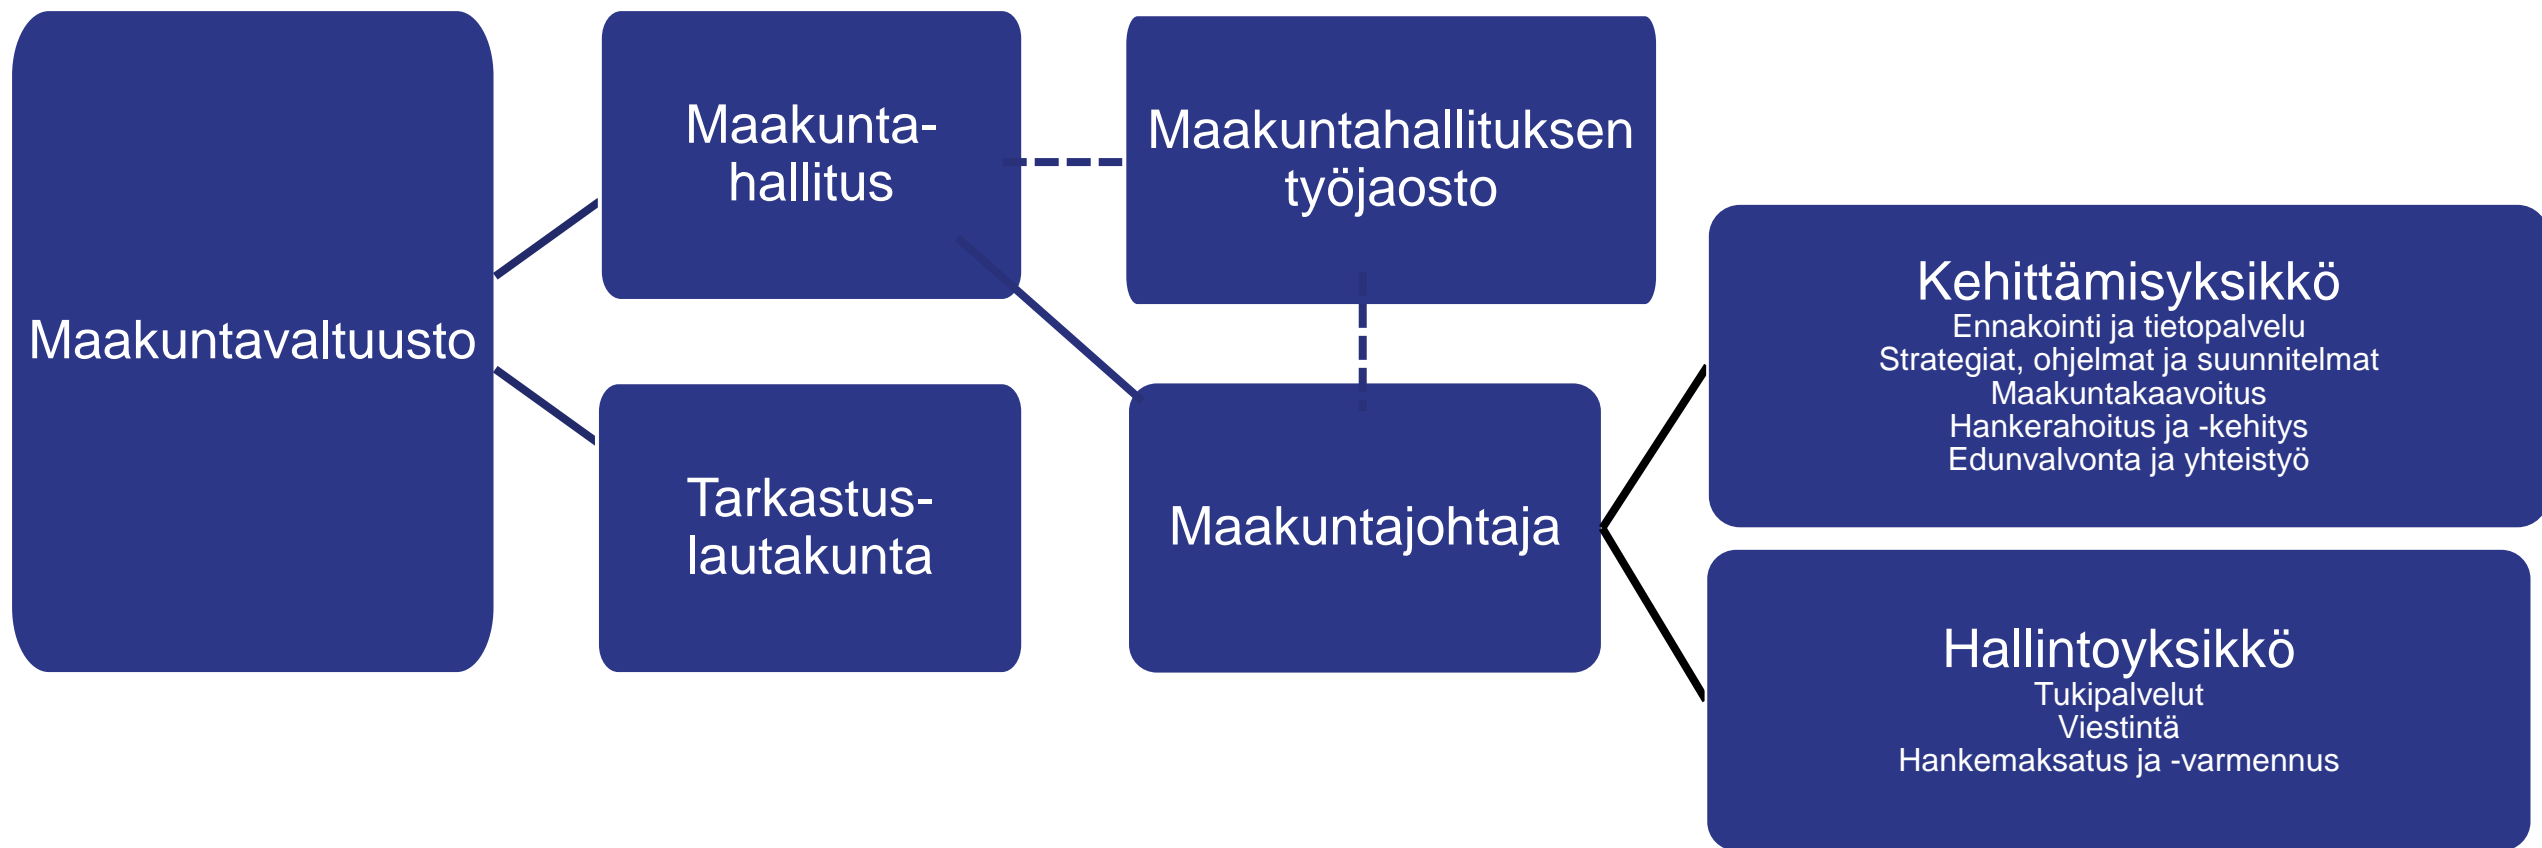 Maakuntavaltuusto
Maakunta-
hallitus
Tarkastus-
lautakunta
Maakuntahallituksen
työjaosto
Maakuntajohtaja
Kehittämisyksikkö
Ennakointi ja tietopalvelu
Strategiat, ohjelmat ja suunnitelmat
Maakuntakaavoitus
Hankerahoitus ja -kehitys
Edunvalvonta ja yhteistyö
Hallintoyksikkö
Tukipalvelut
Viestintä
Hankemaksatus ja -varmennus